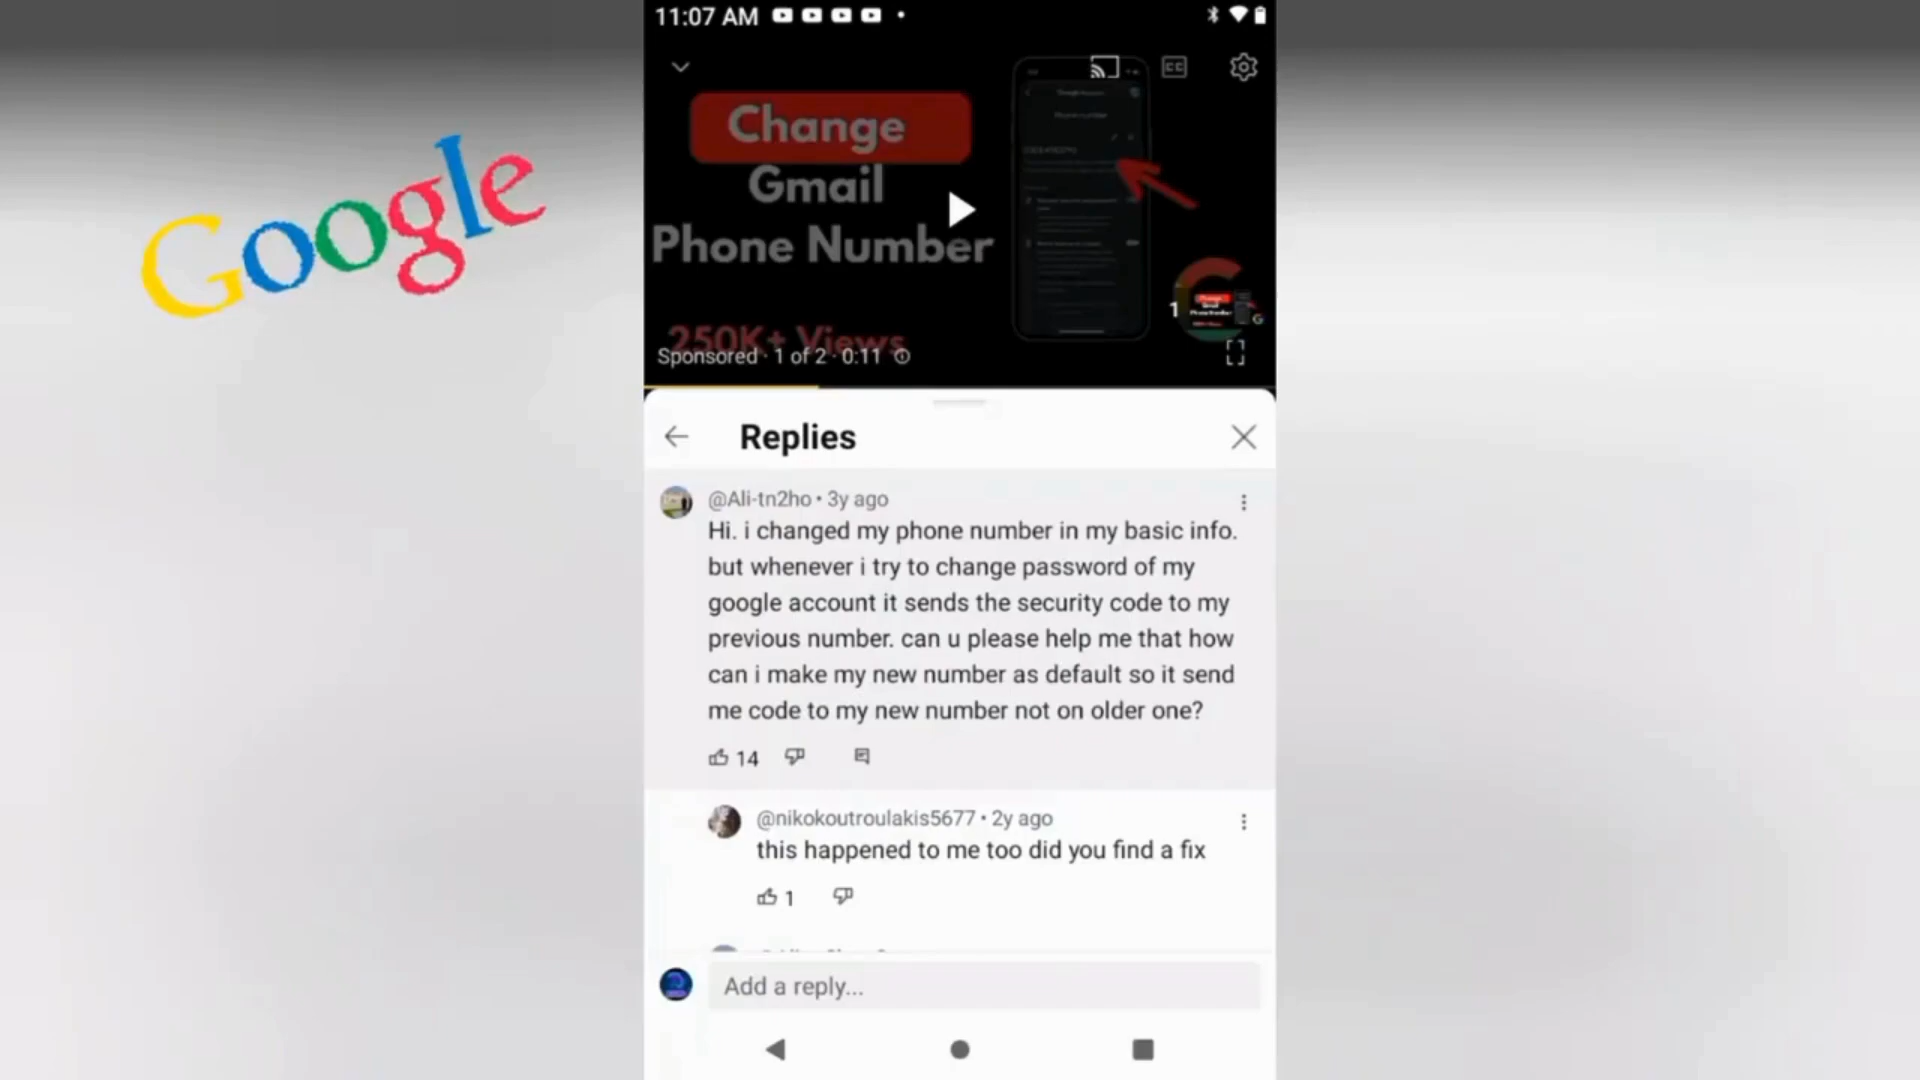 11:07 AM
Google
CC
Change
Gmail
Phone Number
250K+ Views
1
Sponsored · 1 of 2 · 0:11
Replies
@Ali-tn2ho • 3y ago
Hi. i changed my phone number in my basic info.
but whenever i try to change password of my
google account it sends the security code to my
previous number. can u please help me that how
can i make my new number as default so it send
me code to my new number not on older one?
14
@nikokoutroulakis5677 • 2y ago
this happened to me too did you find a fix
1
Add a reply...